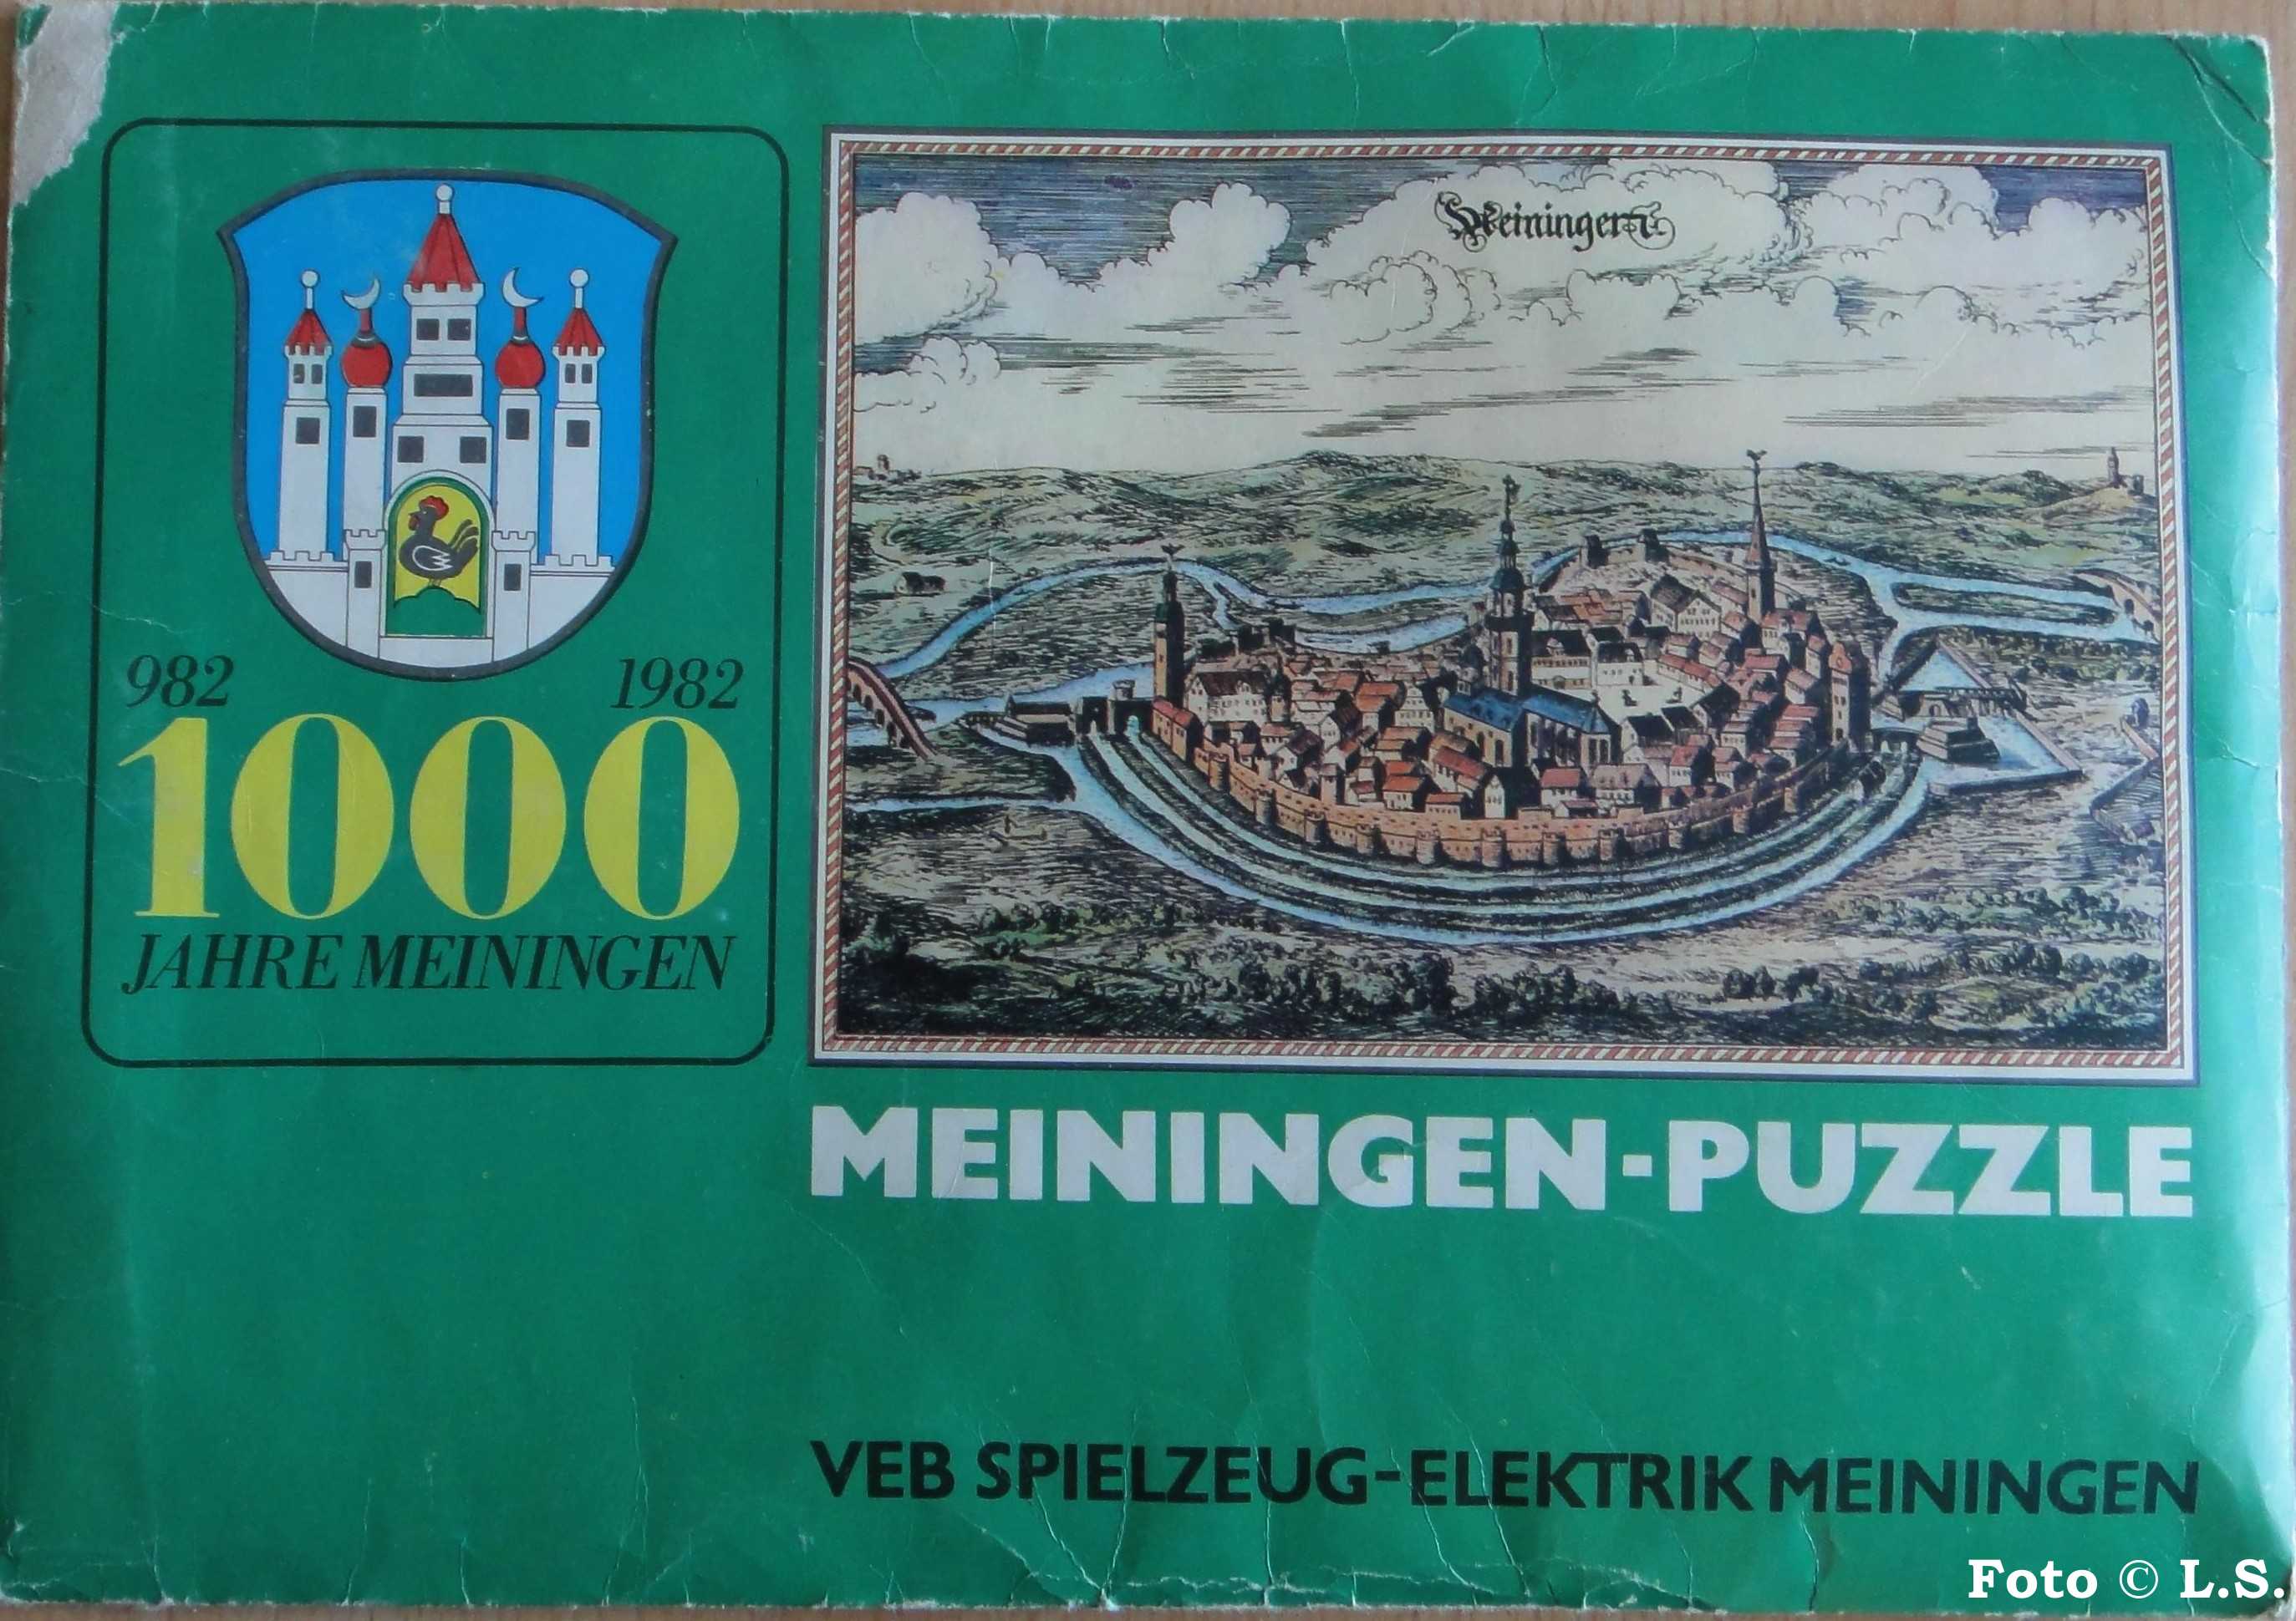 982 1982
1000
JAHRE MEININGEN
Meiningen
MEININGEN-PUZZLE
VEB SPIELZEUG-ELEKTRIK MEININGEN
Foto © L.S.